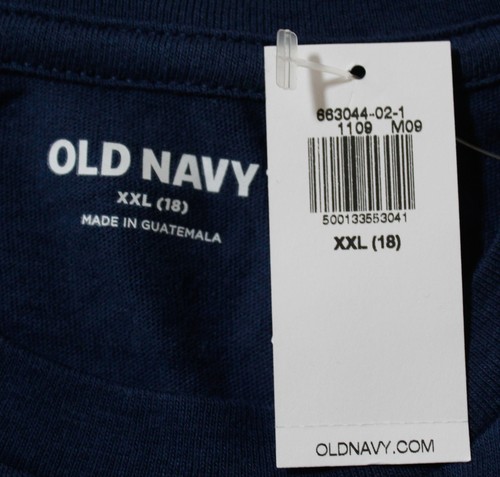 OLD NAVY
XXL (18)
MADE IN GUATEMALA
663044-02-1
1109 M09
500133553041
XXL (18)
OLDNAVY.COM